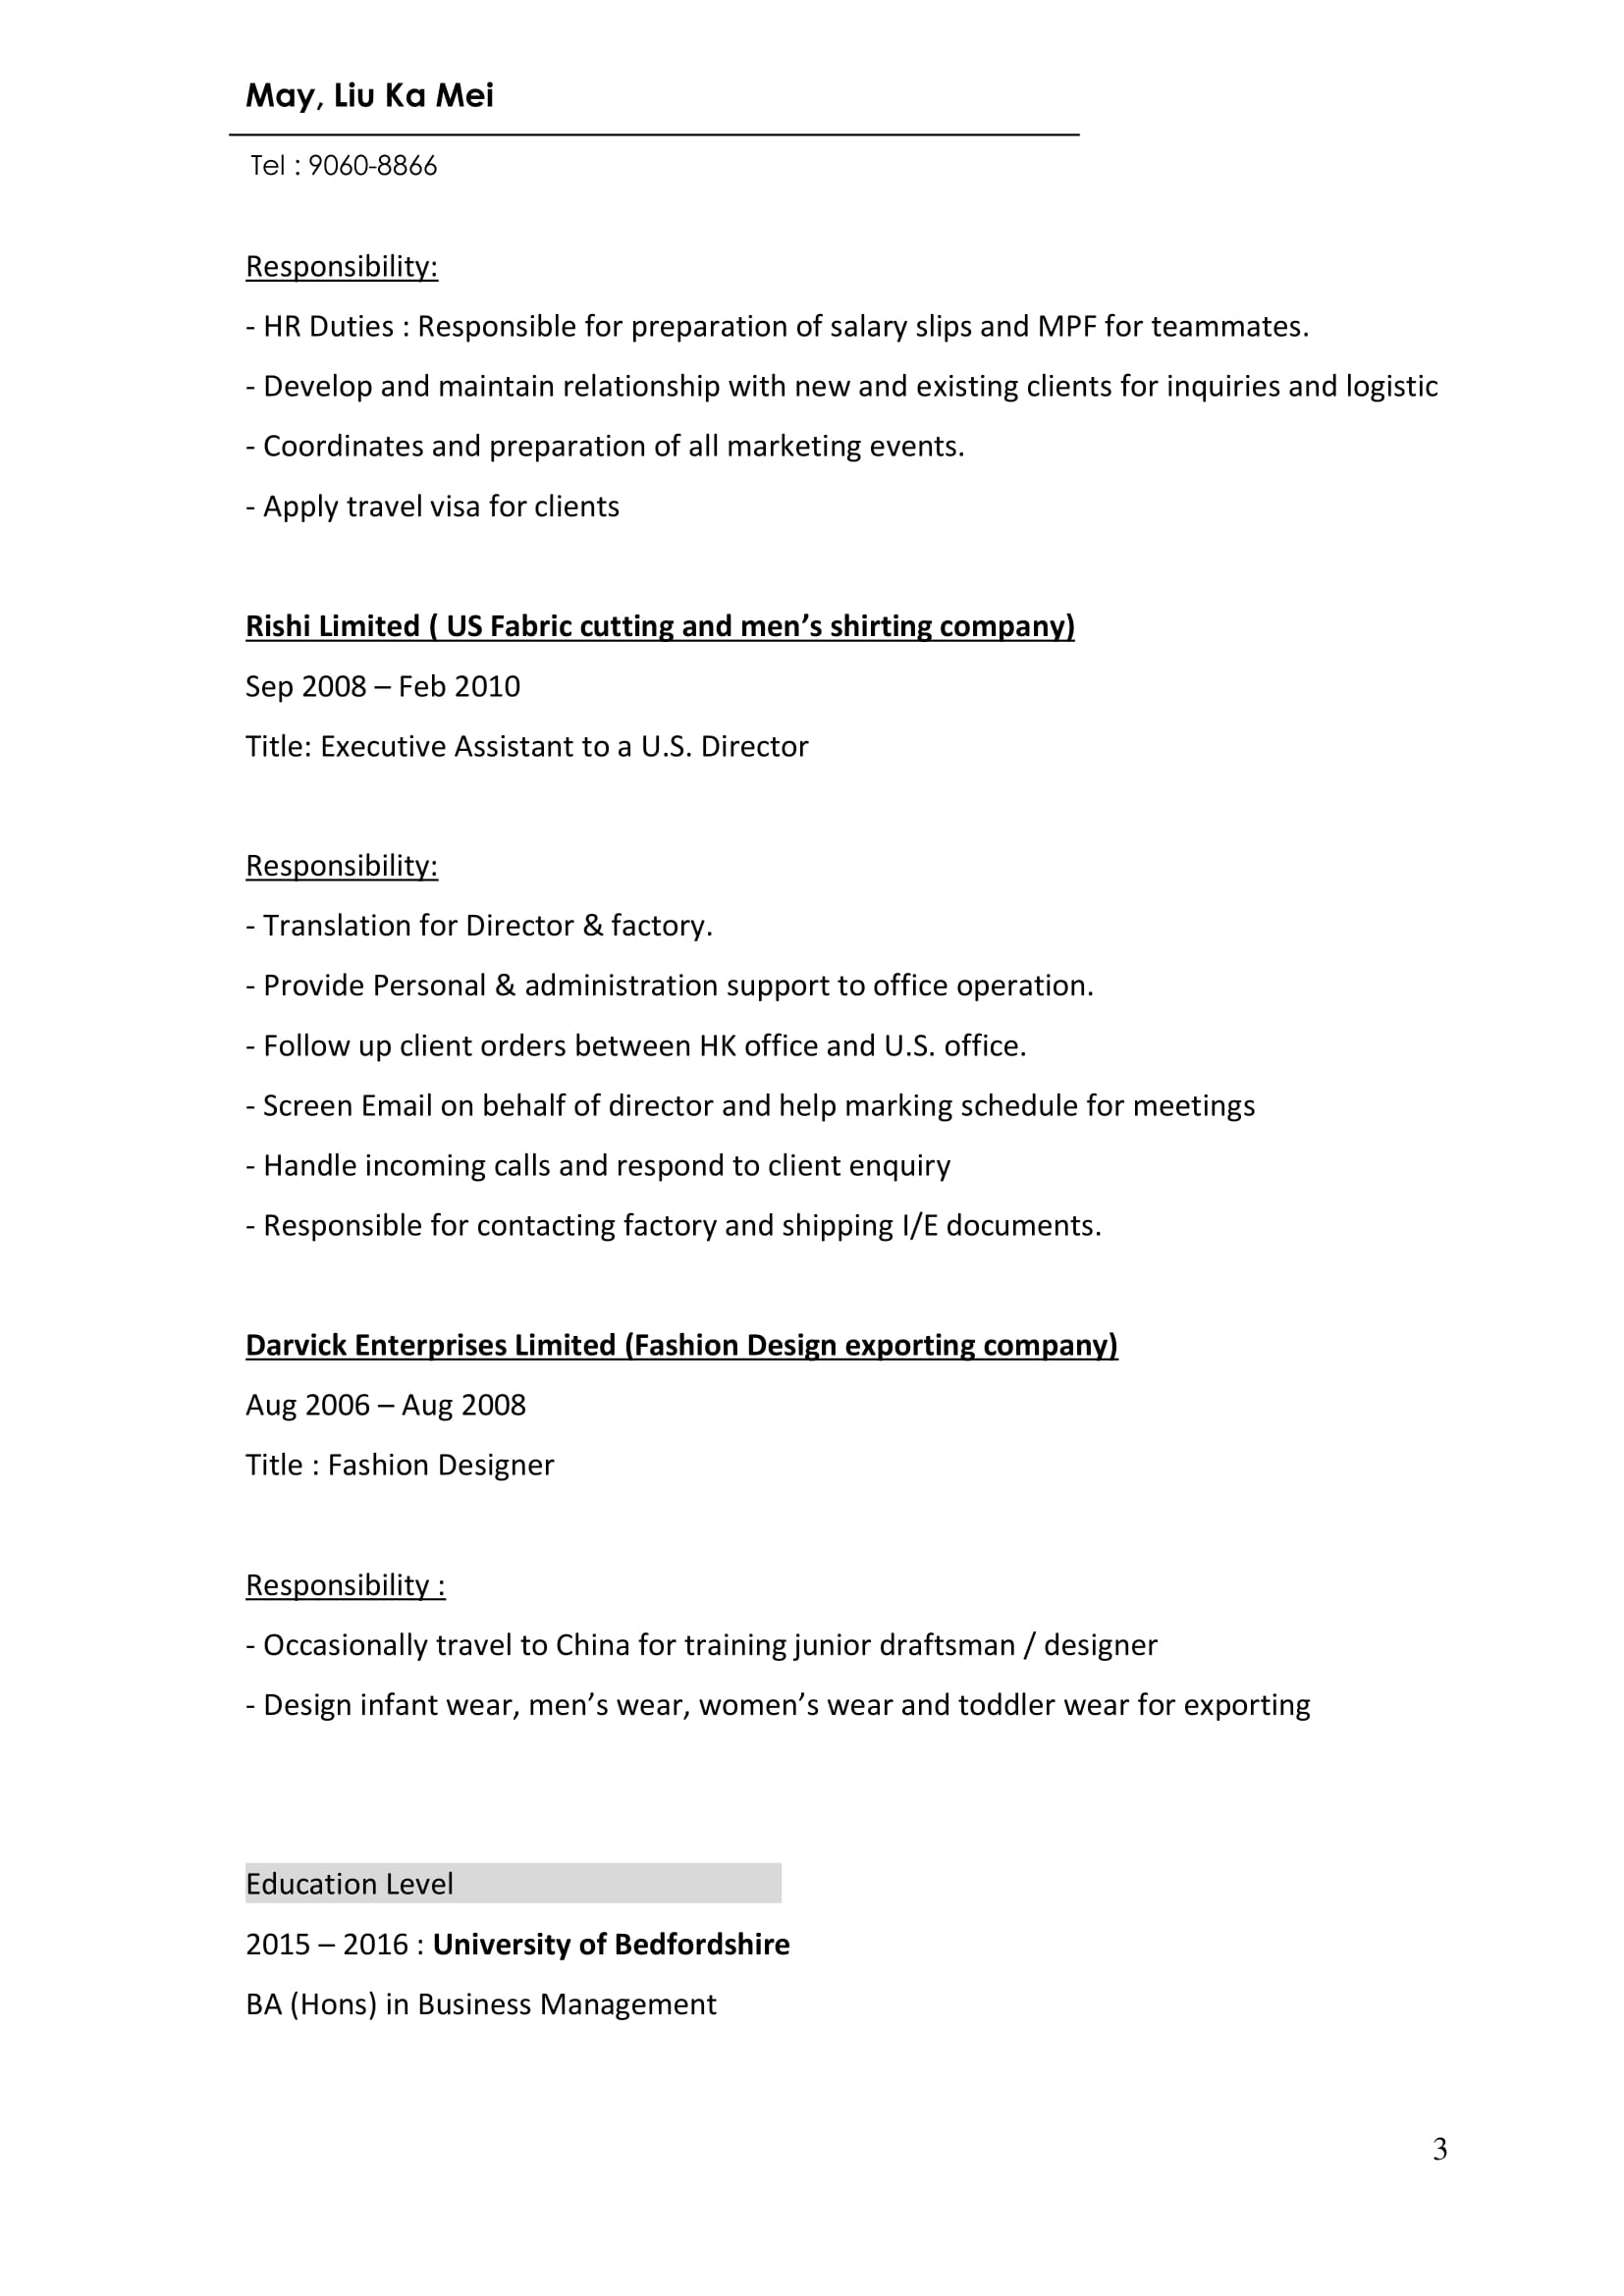 May, Liu Ka Mei
Tel : 9060-8866
Responsibility:
- HR Duties : Responsible for preparation of salary slips and MPF for teammates.
- Develop and maintain relationship with new and existing clients for inquiries and logistic
- Coordinates and preparation of all marketing events.
- Apply travel visa for clients
Rishi Limited ( US Fabric cutting and men’s shirting company)
Sep 2008 – Feb 2010
Title: Executive Assistant to a U.S. Director
Responsibility:
- Translation for Director & factory.
- Provide Personal & administration support to office operation.
- Follow up client orders between HK office and U.S. office.
- Screen Email on behalf of director and help marking schedule for meetings
- Handle incoming calls and respond to client enquiry
- Responsible for contacting factory and shipping I/E documents.
Darvick Enterprises Limited (Fashion Design exporting company)
Aug 2006 – Aug 2008
Title : Fashion Designer
Responsibility :
- Occasionally travel to China for training junior draftsman / designer
- Design infant wear, men’s wear, women’s wear and toddler wear for exporting
Education Level
2015 – 2016 : University of Bedfordshire
BA (Hons) in Business Management
3